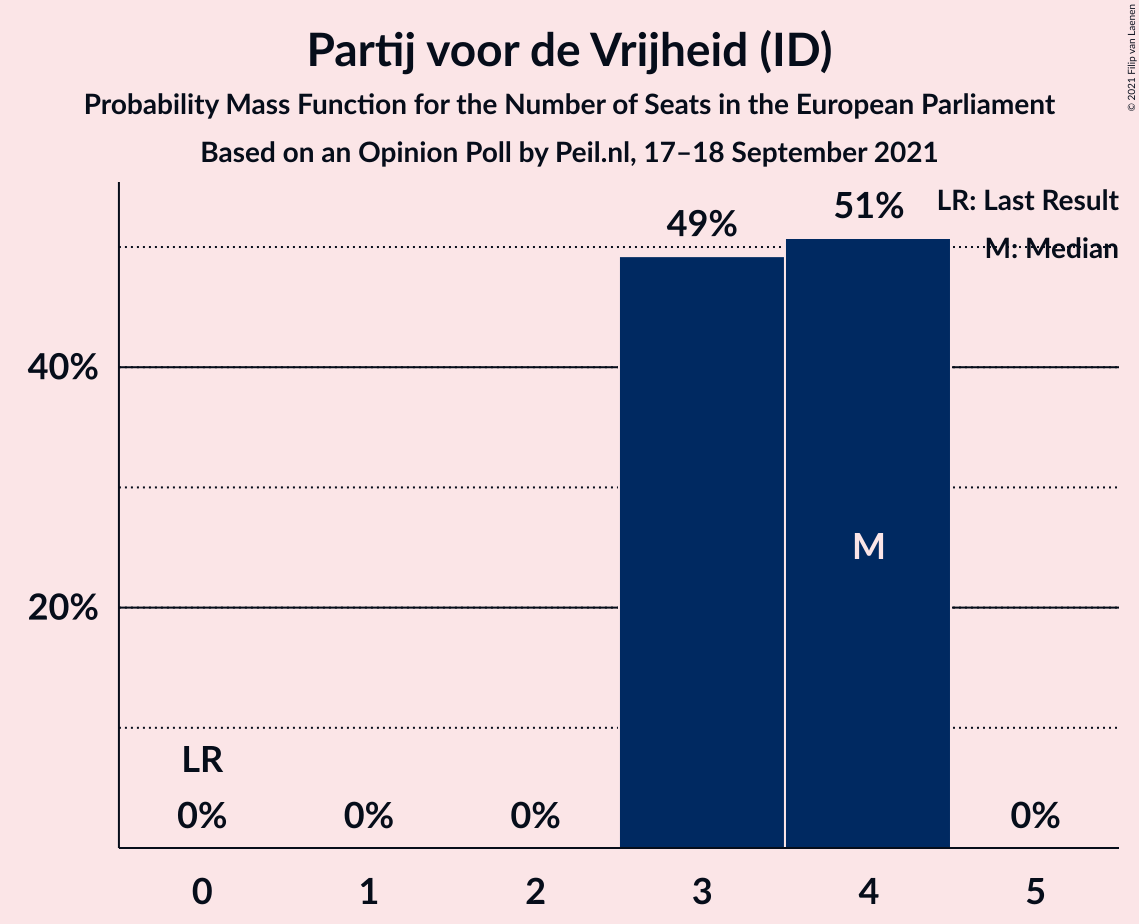 Partij voor de Vrijheid (ID)
Probability Mass Function for the Number of Seats in the European Parliament
Based on an Opinion Poll by Peil.nl, 17–18 September 2021
© 2021 Filip van Laenen
LR: Last Result
M: Median
49%
51%
40%
20%
M
LR
0%
0%
0%
0%
0
1
2
3
4
5